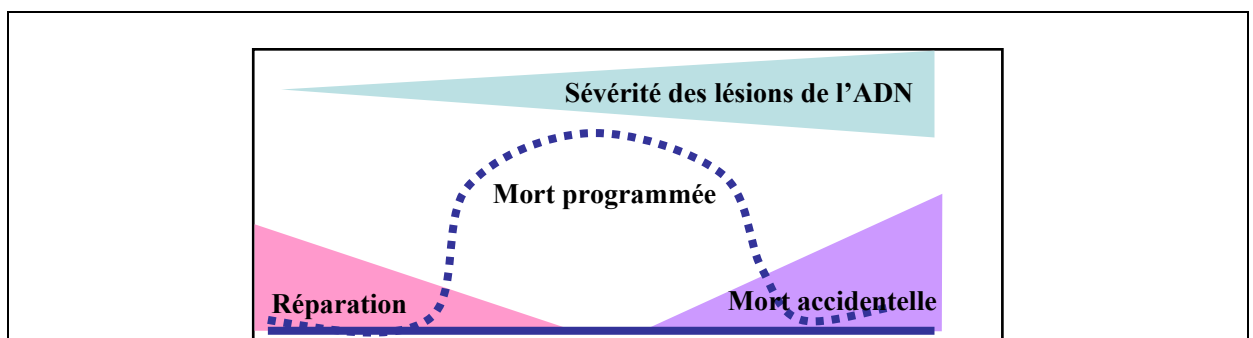 Sévérité des lésions de l’ADN
Mort programmée
Réparation
Mort accidentelle